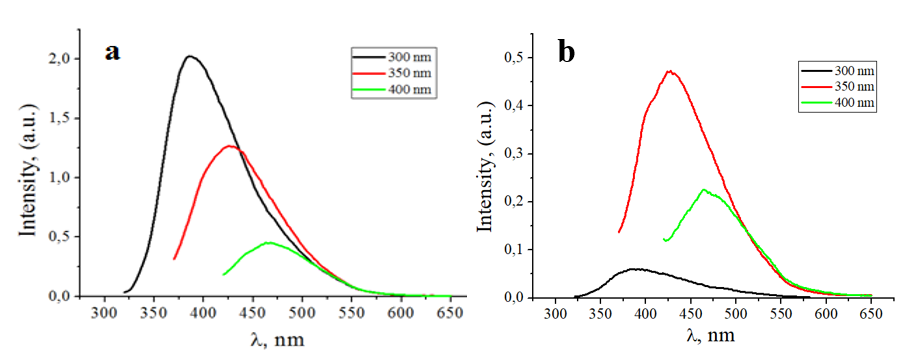 a
300 nm
350 nm
400 nm
2,0
1,5
1,0
0,5
0,0
Intensity, (a.u.)
300 350 400 450 500 550 600 650
λ, nm
b
300 nm
350 nm
400 nm
0,5
0,4
0,3
0,2
0,1
0,0
Intensity, (a.u.)
300 350 400 450 500 550 600 650
λ, nm